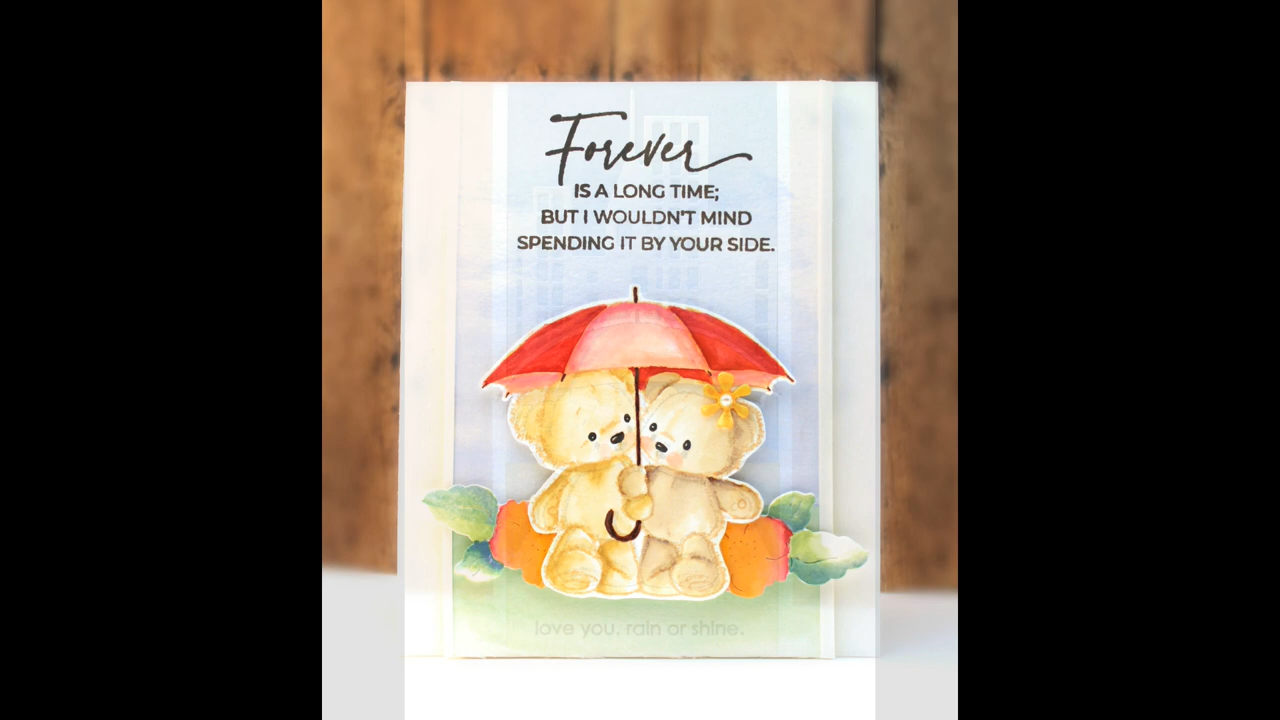 Forever
IS A LONG TIME;
BUT I WOULDN'T MIND
SPENDING IT BY YOUR SIDE.
love you, rain or shine.